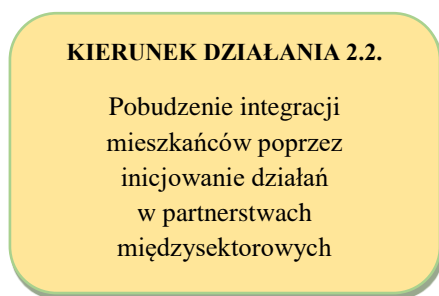 KIERUNEK DZIAŁANIA 2.2.
Pobudzenie integracji
mieszkańców poprzez
inicjowanie działań
w partnerstwach
międzysektorowych